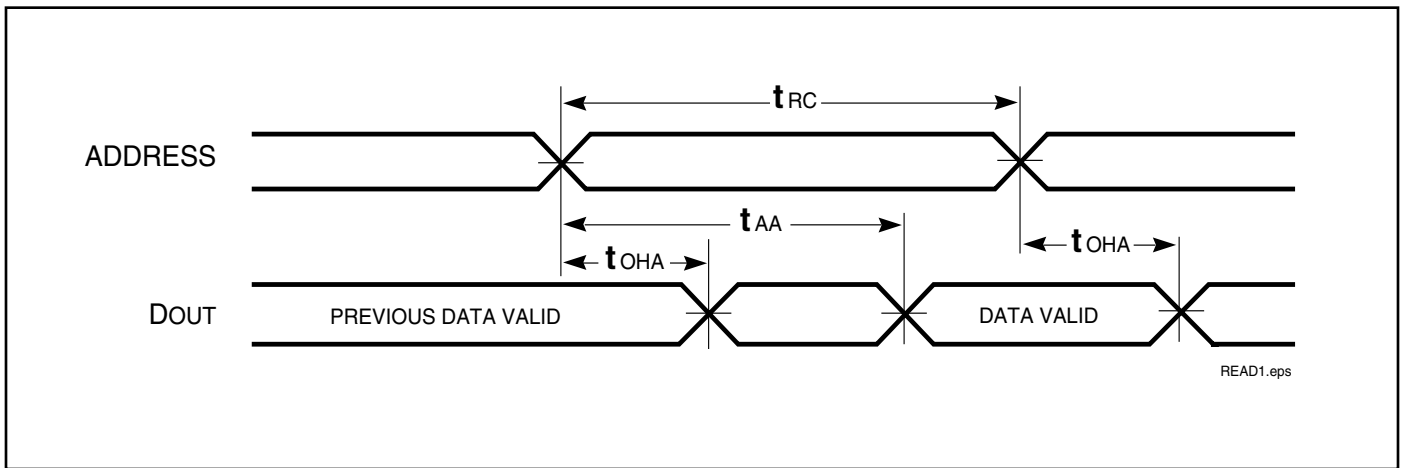 tRC
ADDRESS
tAA
tOHA
tOHA
DOUT
PREVIOUS DATA VALID
DATA VALID
READ1.eps